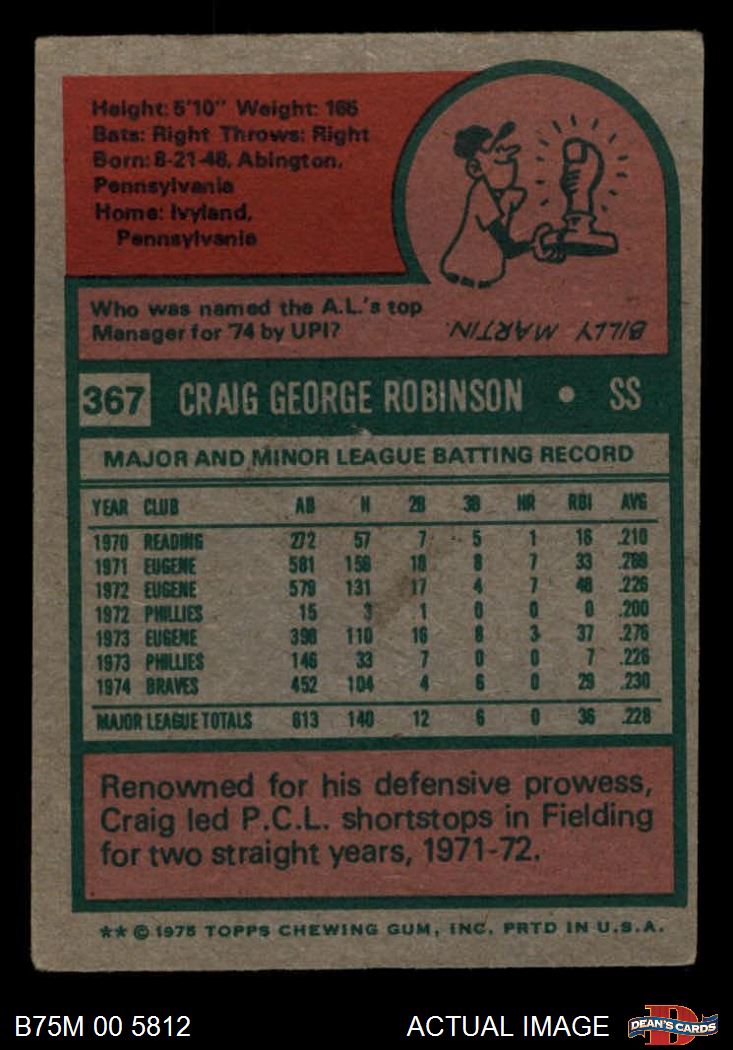 Height: 5'10" Weight: 165
Bats: Right Throws: Right
Born: 8-21-48, Abington,
Pennsylvania
Home: Ivyland,
Pennsylvania
Who was named the A.L.'s top
Manager for '74 by UPI?
BILLY MARTIN.
367 CRAIG GEORGE ROBINSON • SS
MAJOR AND MINOR LEAGUE BATTING RECORD
YEAR CLUB AB H 2B 3B HR RBI AVG
1970 READING 272 57 7 5 1 16 .210
1971 EUGENE 581 156 18 8 7 33 .269
1972 EUGENE 579 131 17 4 7 48 .226
1972 PHILLIES 15 3 1 0 0 0 .200
1973 EUGENE 398 110 16 8 3 37 .276
1973 PHILLIES 146 33 7 0 0 7 .226
1974 BRAVES 452 104 4 6 0 29 .230
MAJOR LEAGUE TOTALS 613 140 12 6 0 36 .228
Renowned for his defensive prowess,
Craig led P.C.L. shortstops in Fielding
for two straight years, 1971-72.
** © 1975 TOPPS CHEWING GUM, INC. PRTD IN U.S.A.
B75M 00 5812 ACTUAL IMAGE D DEAN'S CARDS